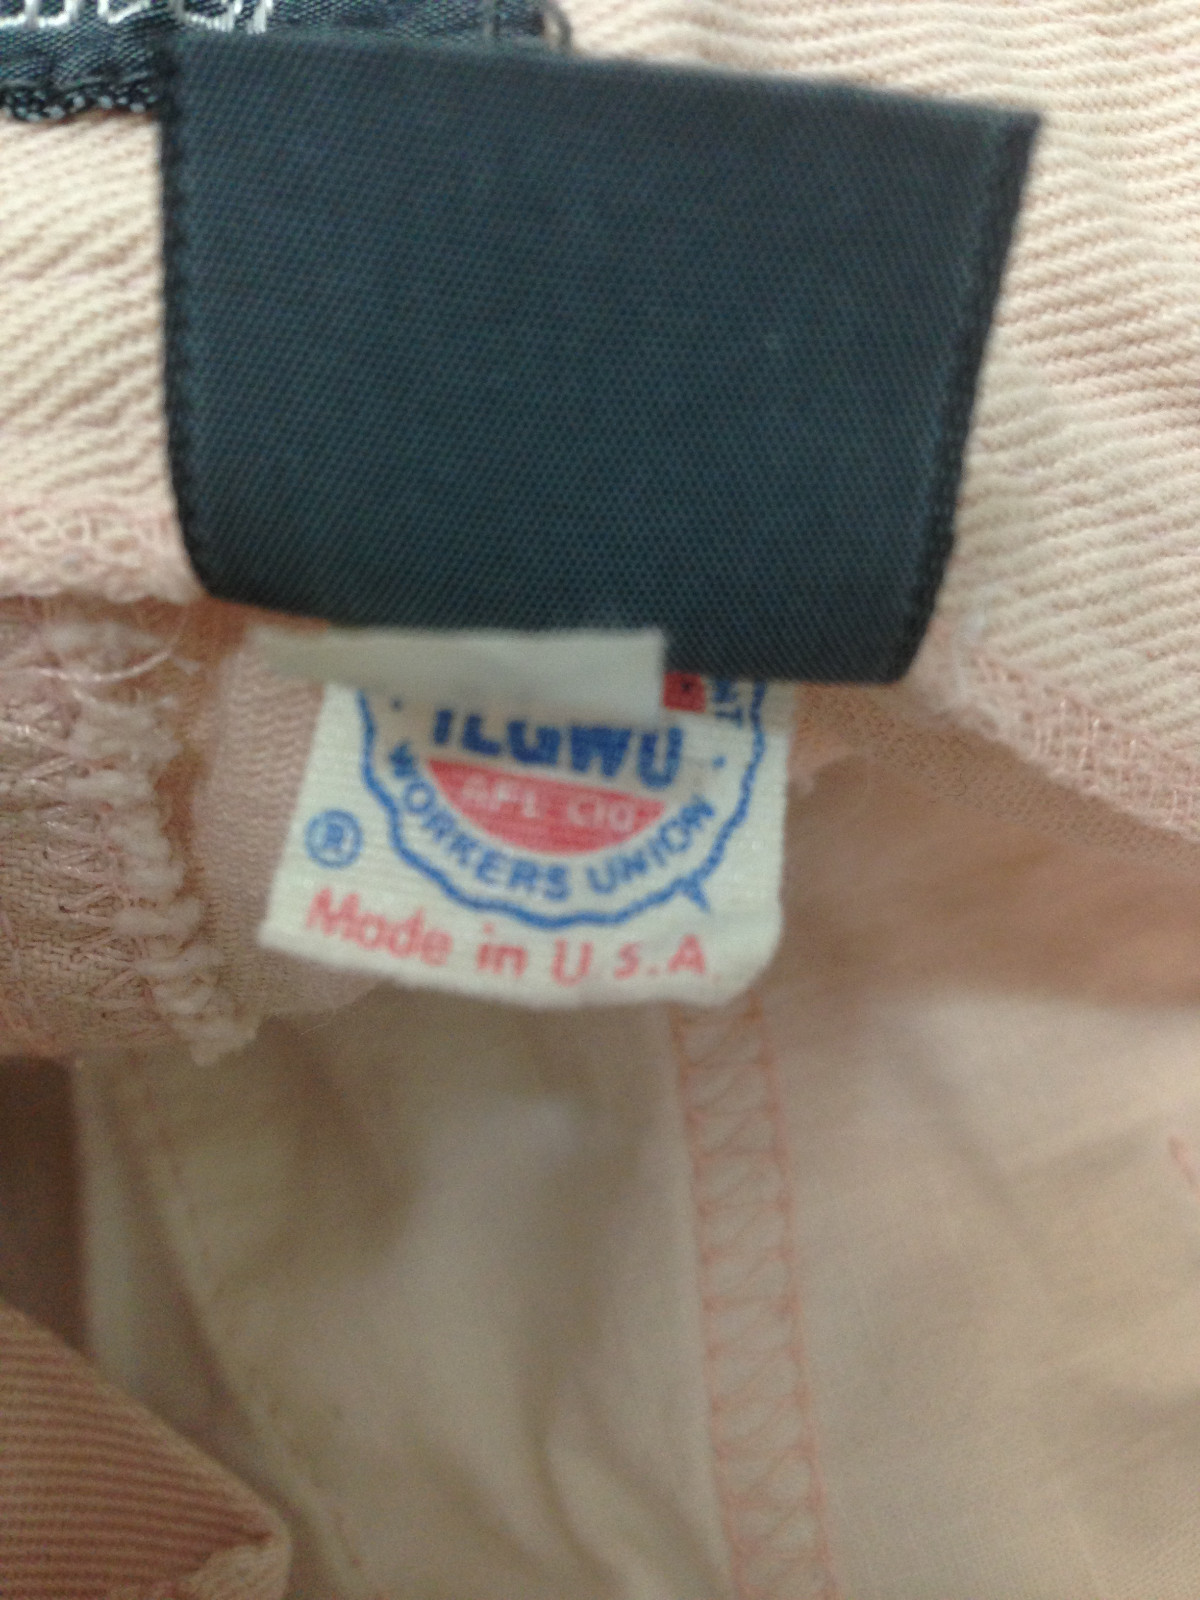 ILGWU
AFL CIO
WORKERS UNION
®
Made in U.S.A.